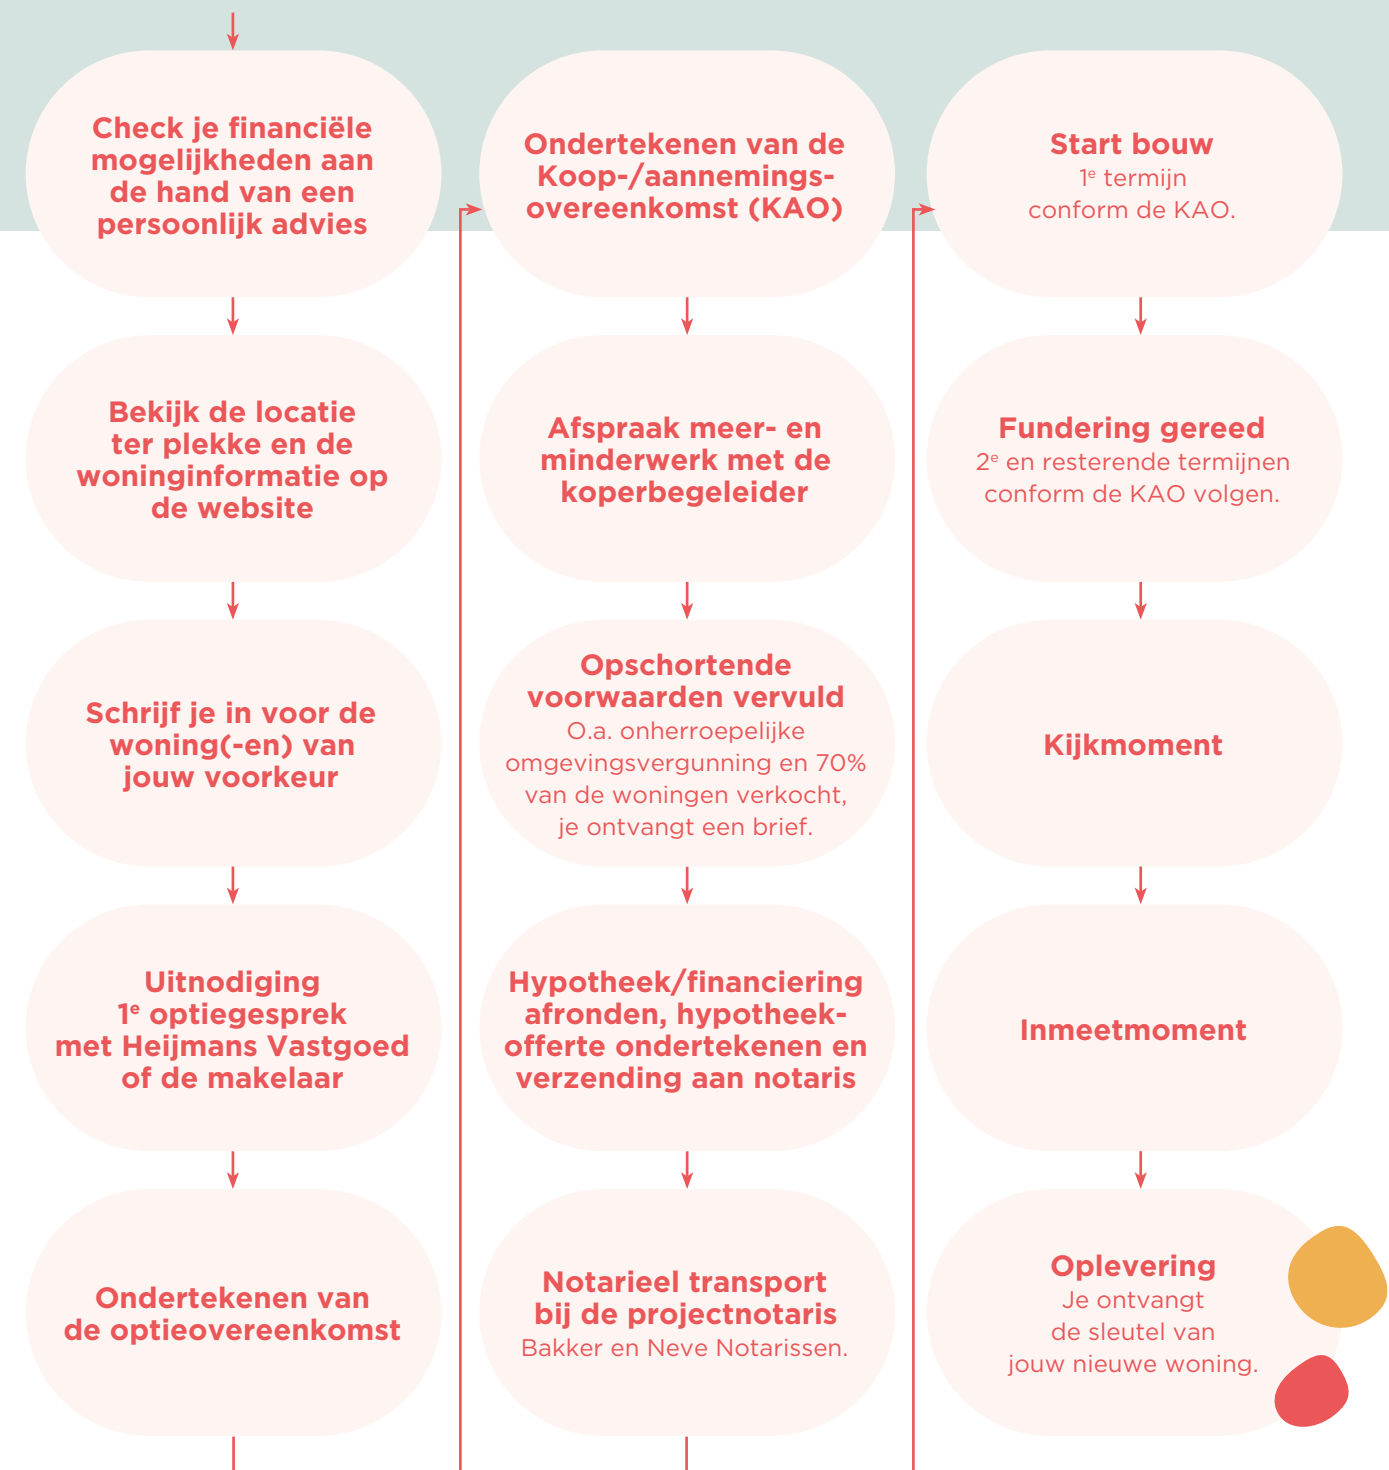 Check je financiële
mogelijkheden aan
de hand van een
persoonlijk advies
Bekijk de locatie
ter plekke en de
woninginformatie op
de website
Schrijf je in voor de
woning(-en) van
jouw voorkeur
Uitnodiging
1e optiegesprek
met Heijmans Vastgoed
of de makelaar
Ondertekenen van
de optieovereenkomst
Ondertekenen van de
Koop-/aannemings-
overeenkomst (KAO)
Afspraak meer- en
minderwerk met de
koperbegeleider
Opschortende
voorwaarden vervuld
O.a. onherroepelijke
omgevingsvergunning en 70%
van de woningen verkocht,
je ontvangt een brief.
Hypotheek/financiering
afronden, hypotheek-
offerte ondertekenen en
verzending aan notaris
Notarieel transport
bij de projectnotaris
Bakker en Neve Notarissen.
Start bouw
1e termijn
conform de KAO.
Fundering gereed
2e en resterende termijnen
conform de KAO volgen.
Kijkmoment
Inmeetmoment
Oplevering
Je ontvangt
de sleutel van
jouw nieuwe woning.